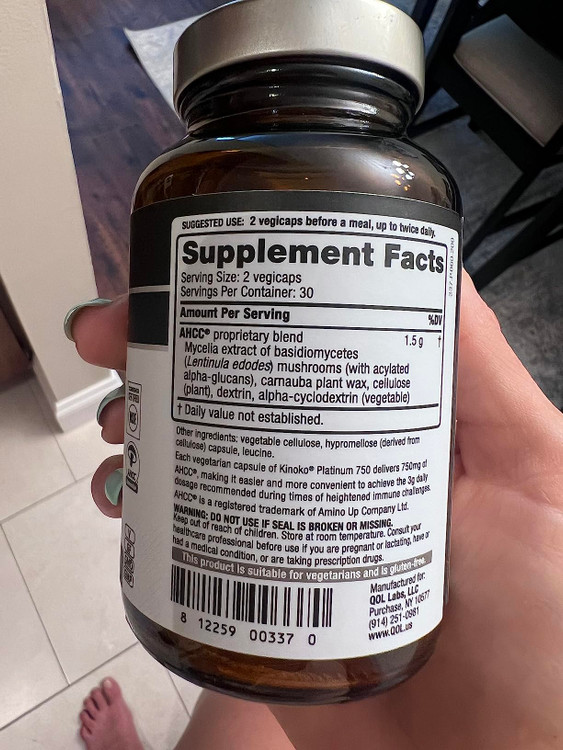 SUGGESTED USE: 2 vegicaps before a meal, up to twice daily.
Supplement Facts
Serving Size: 2 vegicaps
Servings Per Container: 30
Amount Per Serving %DV
AHCC® proprietary blend 1.5 g †
Mycelia extract of basidiomycetes
(Lentinula edodes) mushrooms (with acylated
alpha-glucans), carnauba plant wax, cellulose
(plant), dextrin, alpha-cyclodextrin (vegetable)
† Daily value not established.
Other ingredients: vegetable cellulose, hypromellose (derived from
cellulose) capsule, leucine.
Each vegetarian capsule of Kinoko® Platinum 750 delivers 750mg of
AHCC®, making it easier and more convenient to achieve the 3g daily
dosage recommended during times of heightened immune challenges.
AHCC® is a registered trademark of Amino Up Company Ltd.
WARNING: DO NOT USE IF SEAL IS BROKEN OR MISSING.
Keep out of reach of children. Store at room temperature. Consult your
healthcare professional before use if you are pregnant or lactating, have or
had a medical condition, or are taking prescription drugs.
This product is suitable for vegetarians and is gluten-free.
8 12259 00337 0
Manufactured for:
QOL Labs, LLC
Purchase, NY 10577
(914) 251-0981
www.QOL.us